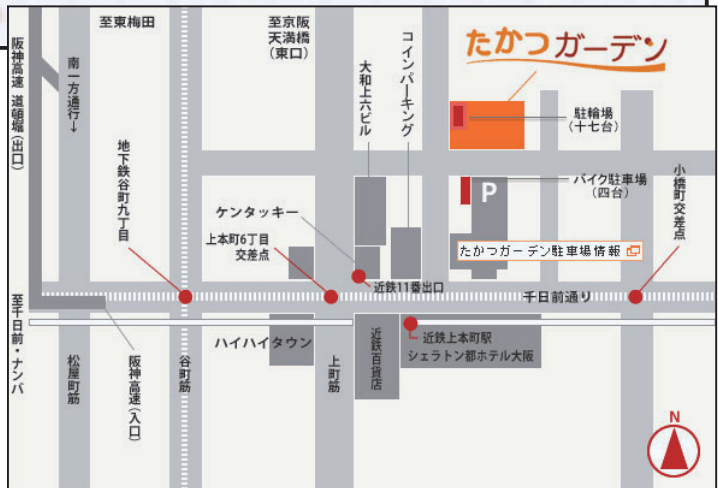 至東梅田
至京阪
天満橋
(東口)
コインパーキング
たかつガーデン
阪神高速 道頓堀(出口)
南一方通行→
大和上六ビル
駐輪場
(十七台)
地下鉄谷町九丁目
小橋町交差点
バイク駐車場
(四台)
P
ケンタッキー
上本町6丁目
交差点
たかつガーデン駐車場情報
近鉄11番出口
千日前通り
至千日前・ナンバ
ハイハイタウン
近鉄百貨店
近鉄上本町駅
シェラトン都ホテル大阪
松屋町筋
阪神高速(入口)
谷町筋
上町筋
N